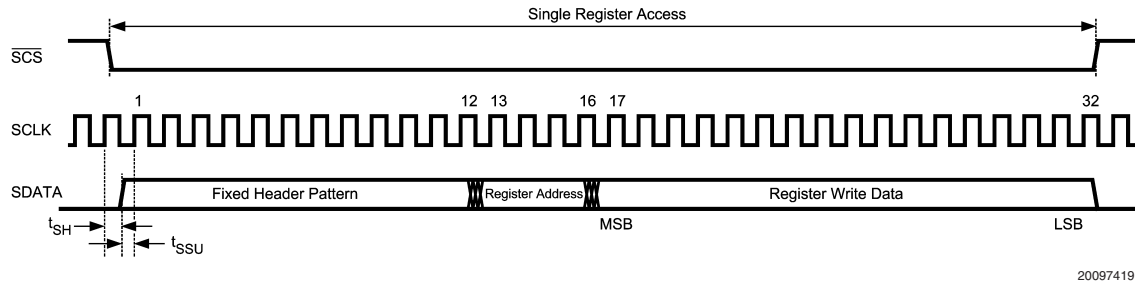 Single Register Access
SCS
1 12 13 16 17 32
SCLK
SDATA Fixed Header Pattern Register Address Register Write Data
tSH MSB LSB
tSSU
20097419